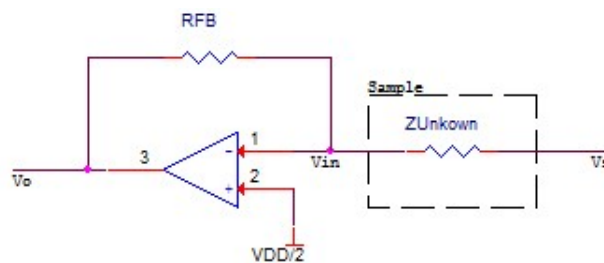 RFB
Sample
ZUnkown
1
3
-
Vin
Vo
2
+
VDD/2